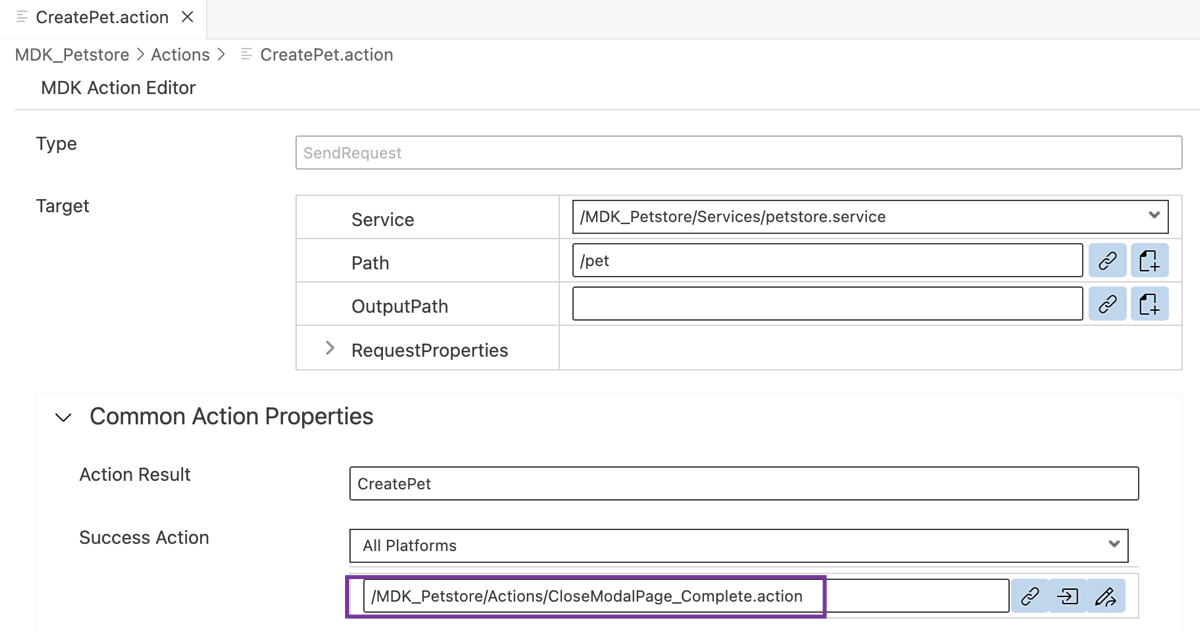 CreatePet.action
MDK_Petstore > Actions > CreatePet.action
MDK Action Editor
Type
SendRequest
Target
Service
/MDK_Petstore/Services/petstore.service
Path
/pet
OutputPath
RequestProperties
Common Action Properties
Action Result
CreatePet
Success Action
All Platforms
/MDK_Petstore/Actions/CloseModalPage_Complete.action